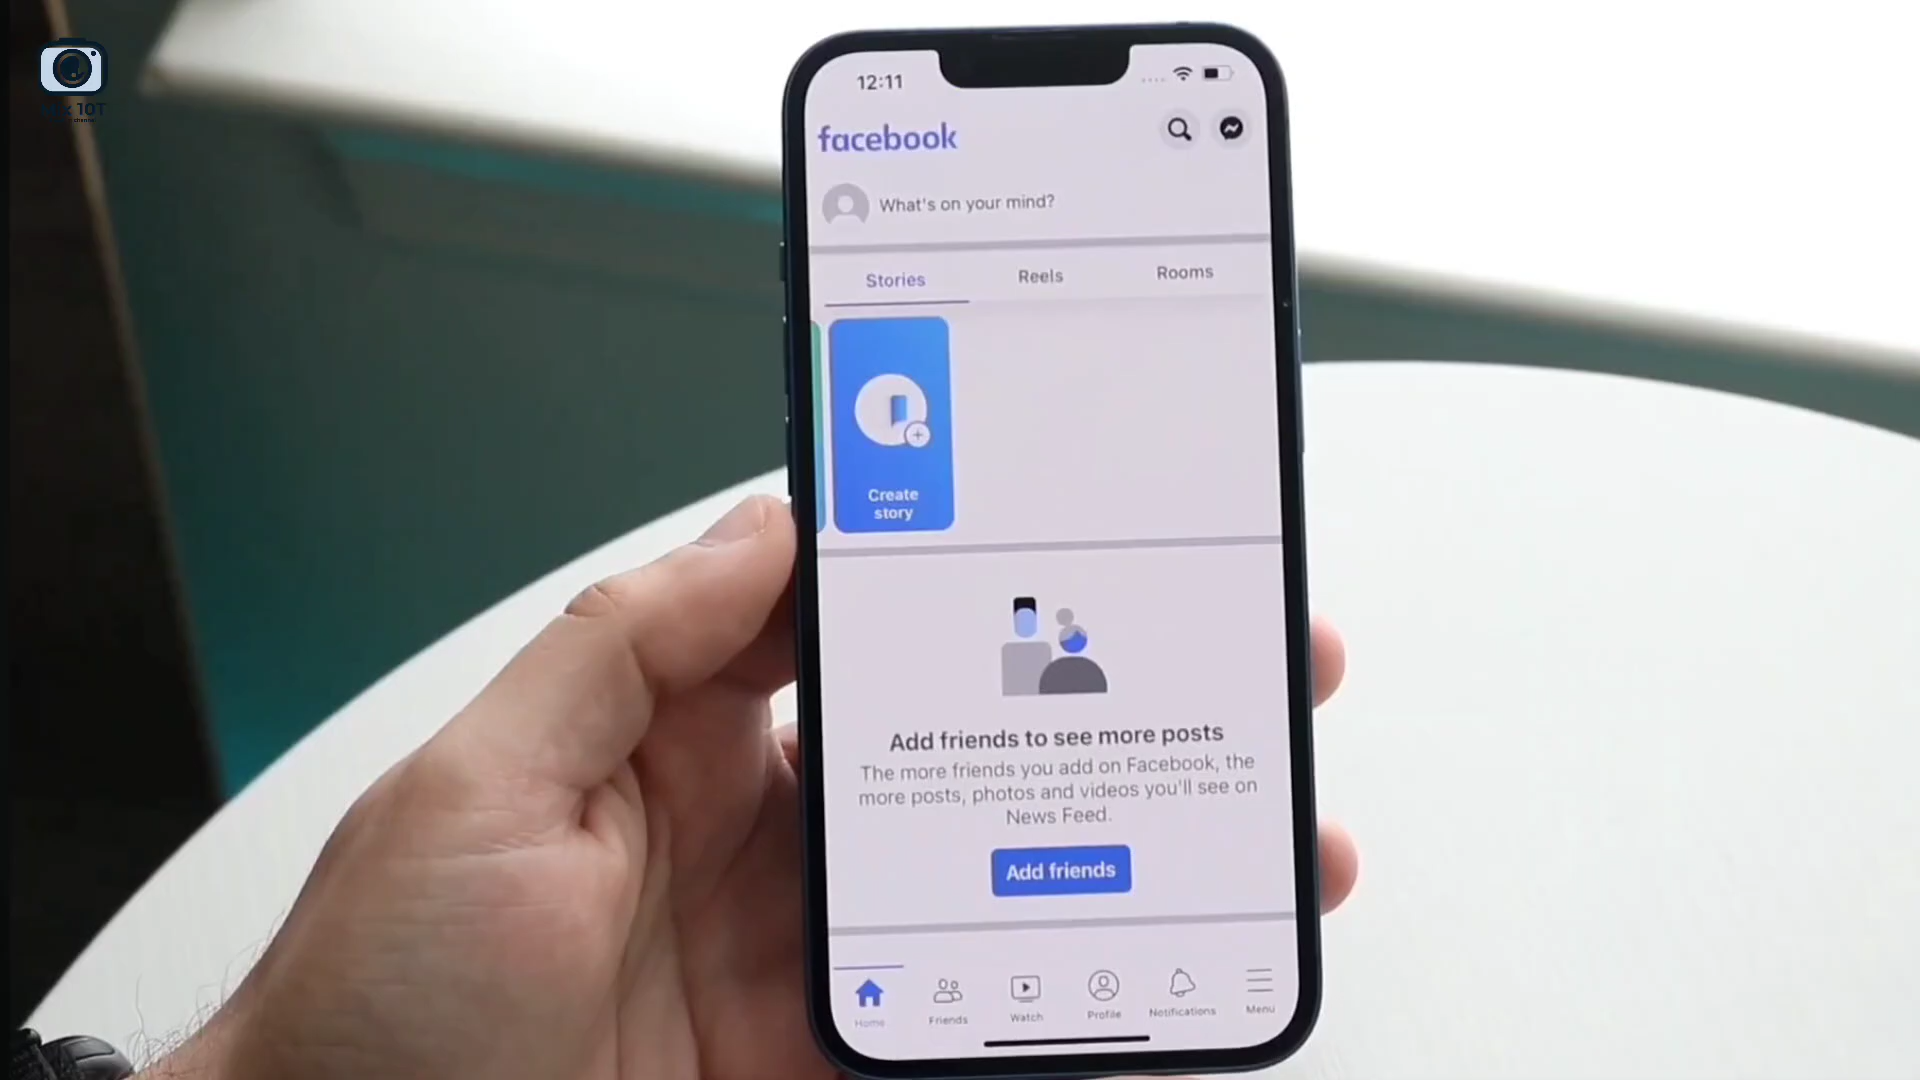 10T
12:11
facebook
What's on your mind?
Stories
Reels
Rooms
Create
story
Add friends to see more posts
The more friends you add on Facebook, the
more posts, photos and videos you'll see on
News Feed.
Add friends
Home
Friends
Watch
Profile
Notifications
Menu